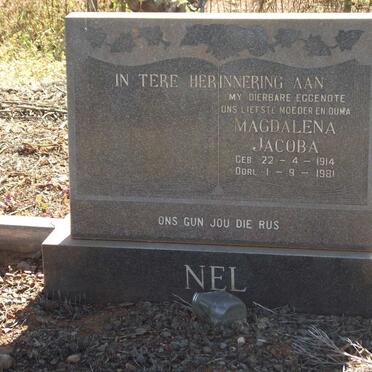 IN TERE HERINNERING AAN
MY DIERBARE EGGENOTE
ONS LIEFSTE MOEDER EN OUMA
MAGDALENA
JACOBA
GEB. 22 - 4 - 1914
OORL. 1 - 9 - 1981
ONS GUN JOU DIE RUS
NEL